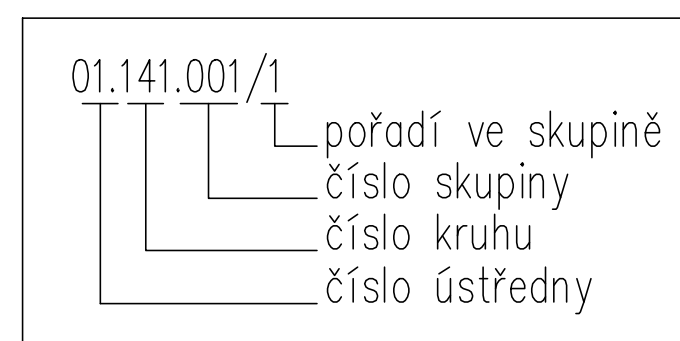 01.141.001/1
pořadí ve skupině
číslo skupiny
číslo kruhu
číslo ústředny